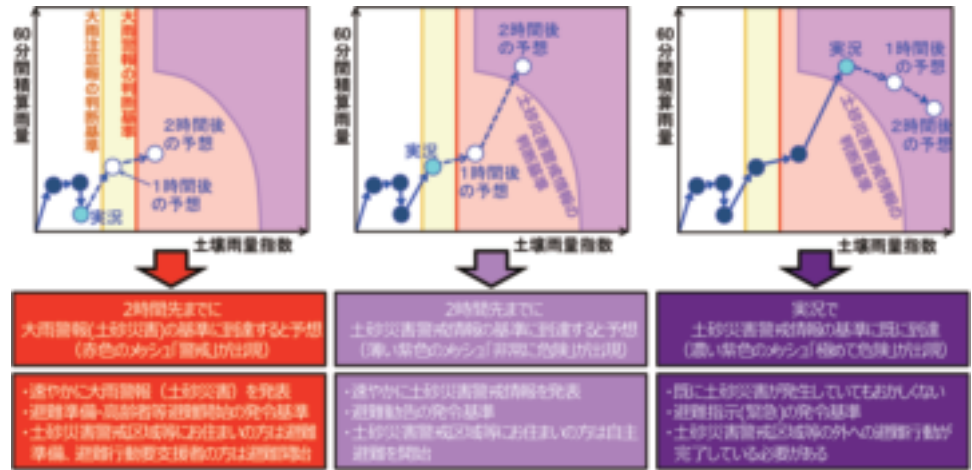 60分間積算雨量
大雨注意報の判断基準
大雨警報の判断基準
2時間後
の予想
1時間後
の予想
実況
土壌雨量指数
2時間先までに
大雨警報(土砂災害)の基準に到達すると予想
(赤色のメッシュ「警戒」が出現)
・速やかに大雨警報(土砂災害)を発表
・避難準備・高齢者等避難開始の発令基準
・土砂災害警戒区域等にお住まいの方は避難
準備、避難行動要支援者の方は避難開始
60分間積算雨量
2時間後
の予想
実況
1時間後
の予想
土砂災害警戒情報の
判断基準
土壌雨量指数
2時間先までに
土砂災害警戒情報の基準に到達すると予想
(薄い紫色のメッシュ「非常に危険」が出現)
・速やかに土砂災害警戒情報を発表
・避難勧告の発令基準
・土砂災害警戒区域等にお住まいの方は自主
避難を開始
60分間積算雨量
実況
1時間後
の予想
2時間後
の予想
土砂災害警戒情報の
判断基準
土壌雨量指数
実況で
土砂災害警戒情報の基準に既に到達
(濃い紫色のメッシュ「極めて危険」が出現)
・既に土砂災害が発生していてもおかしくない
・避難指示(緊急)の発令基準
・土砂災害警戒区域等の外への避難行動が
完了している必要がある